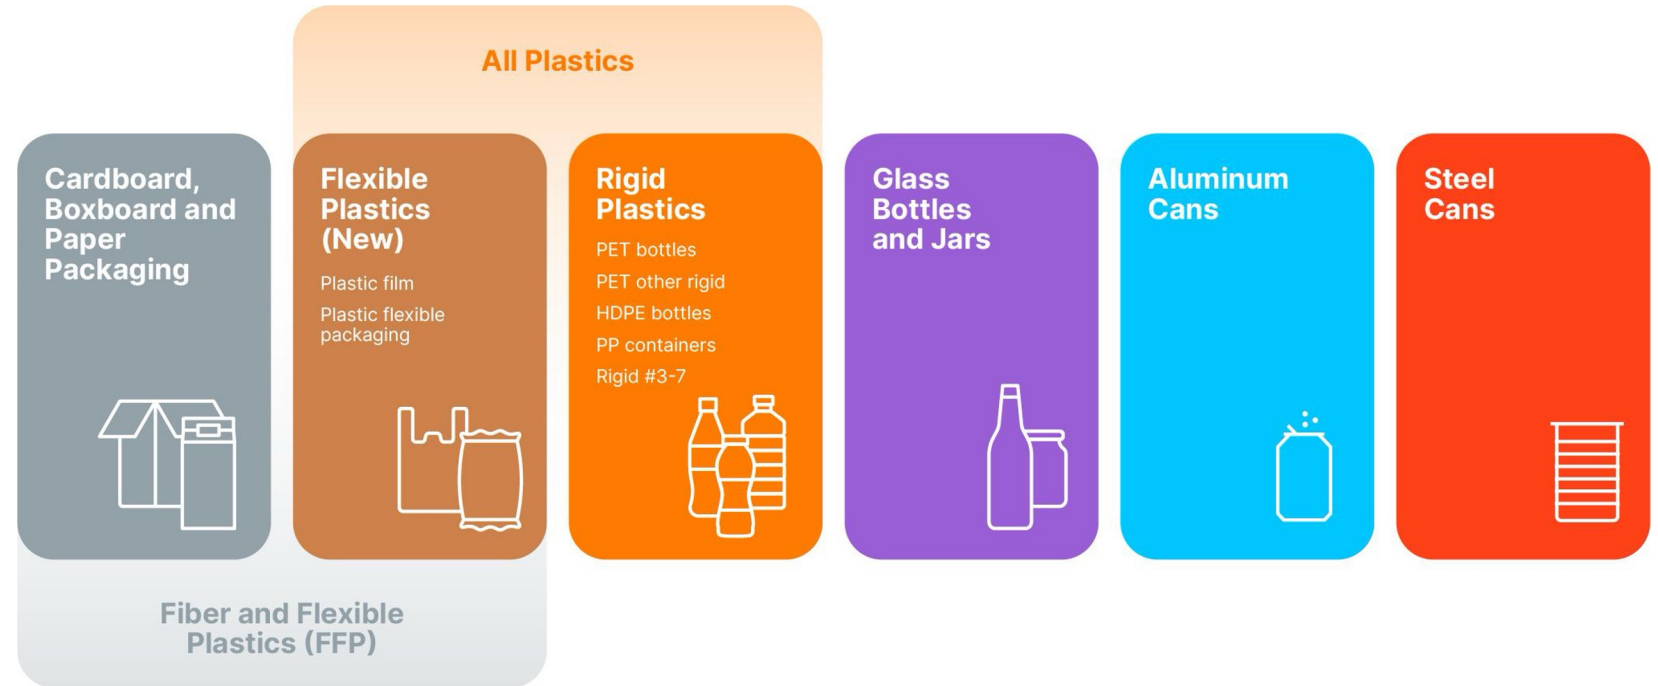 All Plastics
Cardboard,
Boxboard and
Paper
Packaging
Flexible
Plastics
(New)
Plastic film
Plastic flexible
packaging
Rigid
Plastics
PET bottles
PET other rigid
HDPE bottles
PP containers
Rigid #3-7
Glass
Bottles
and Jars
Aluminum
Cans
Steel
Cans
Fiber and Flexible
Plastics (FFP)